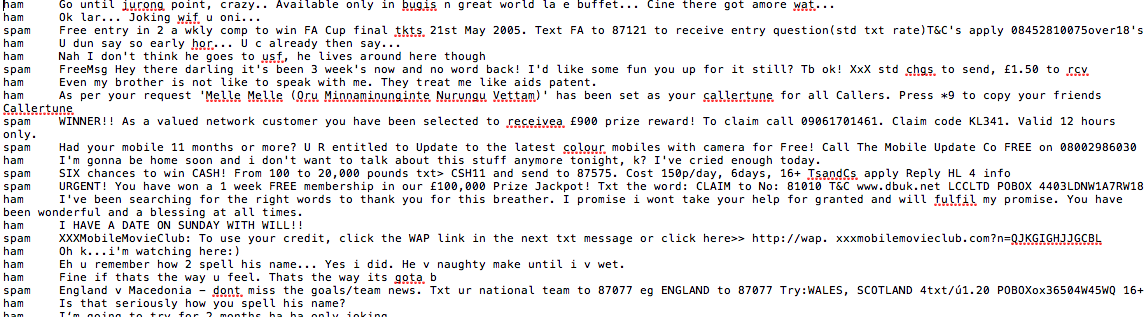 ham Go until jurong point, crazy.. Available only in bugis n great world la e buffet... Cine there got amore wat...
ham Ok lar... Joking wif u oni...
spam Free entry in 2 a wkly comp to win FA Cup final tkts 21st May 2005. Text FA to 87121 to receive entry question(std txt rate)T&C's apply 08452810075over18's
ham U dun say so early hor... U c already then say...
ham Nah I don't think he goes to usf, he lives around here though
spam FreeMsg Hey there darling it's been 3 week's now and no word back! I'd like some fun you up for it still? Tb ok! XxX std chgs to send, £1.50 to rcv
ham Even my brother is not like to speak with me. They treat me like aids patent.
ham As per your request 'Melle Melle (Oru Minnaminunginte Nurungu Vettam)' has been set as your callertune for all Callers. Press *9 to copy your friends
Callertune
spam WINNER!! As a valued network customer you have been selected to receivea £900 prize reward! To claim call 09061701461. Claim code KL341. Valid 12 hours
only.
spam Had your mobile 11 months or more? U R entitled to Update to the latest colour mobiles with camera for Free! Call The Mobile Update Co FREE on 08002986030
ham I'm gonna be home soon and i don't want to talk about this stuff anymore tonight, k? I've cried enough today.
spam SIX chances to win CASH! From 100 to 20,000 pounds txt> CSH11 and send to 87575. Cost 150p/day, 6days, 16+ TsandCs apply Reply HL 4 info
spam URGENT! You have won a 1 week FREE membership in our £100,000 Prize Jackpot! Txt the word: CLAIM to No: 81010 T&C www.dbuk.net LCCLTD POBOX 4403LDNW1A7RW18
ham I've been searching for the right words to thank you for this breather. I promise i wont take your help for granted and will fulfil my promise. You have
been wonderful and a blessing at all times.
ham I HAVE A DATE ON SUNDAY WITH WILL!!
spam XXXMobileMovieClub: To use your credit, click the WAP link in the next txt message or click here>> http://wap. xxxmobilemovieclub.com?n=QJKGIGHJJGCBL
ham Oh k...i'm watching here:)
ham Eh u remember how 2 spell his name... Yes i did. He v naughty make until i v wet.
ham Fine if thats the way u feel. Thats the way its gota b
spam England v Macedonia - dont miss the goals/team news. Txt ur national team to 87077 eg ENGLAND to 87077 Try:WALES, SCOTLAND 4txt/ú1.20 POBOXox36504W45WQ 16+
ham Is that seriously how you spell his name?
ham I'm going to try for 2 months ha ha only joking